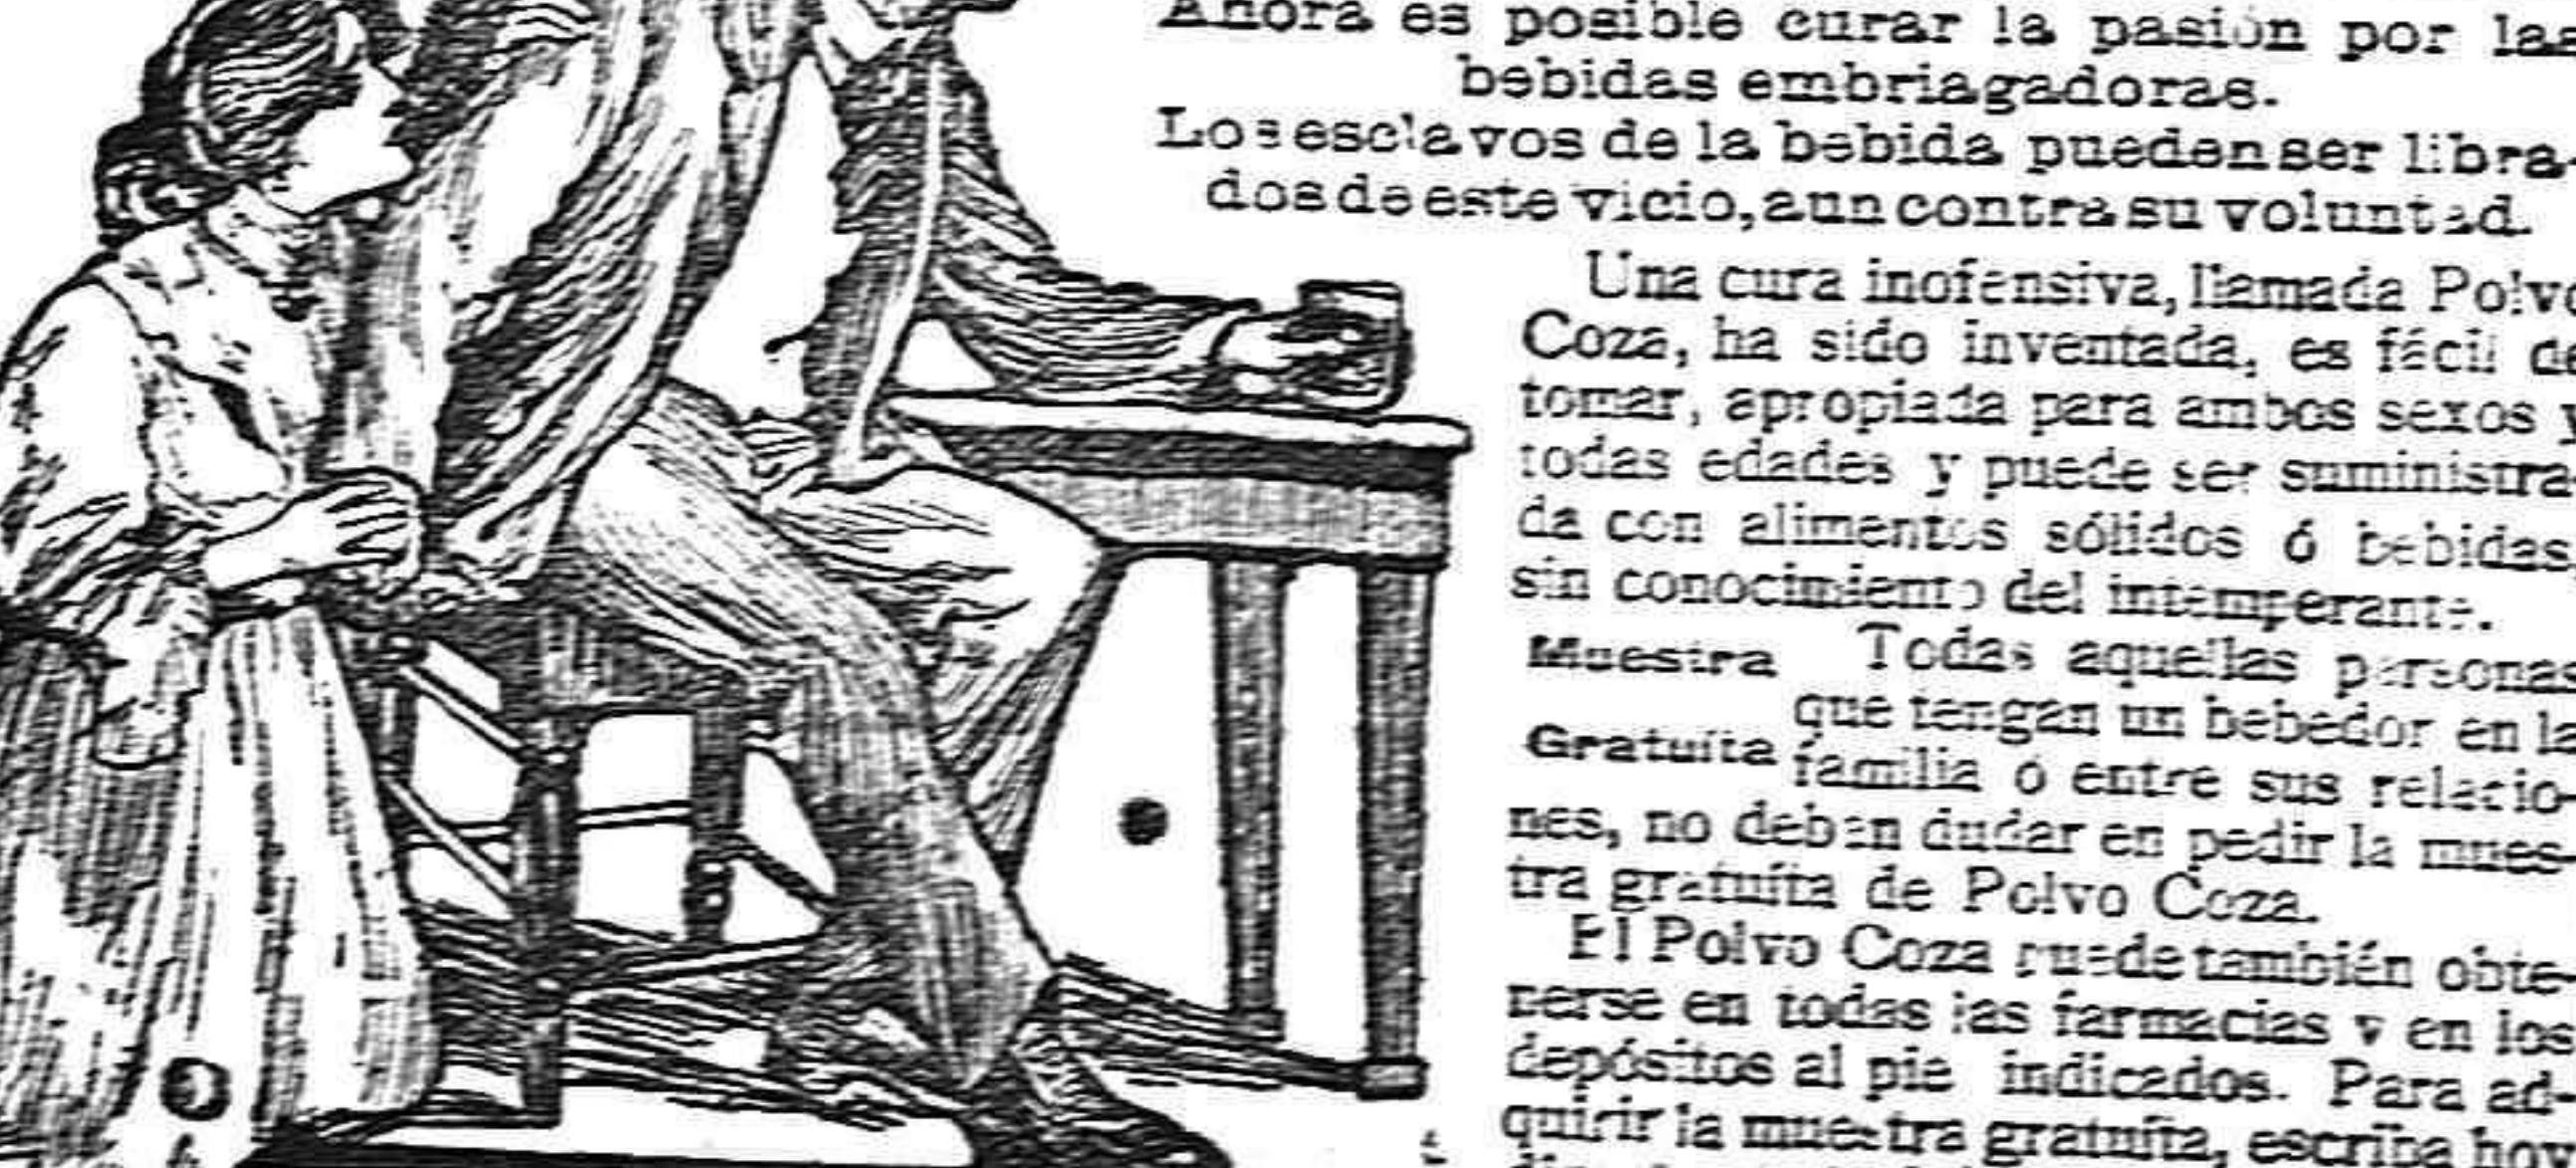 Ahora es posible curar la pasión por las
bebidas embriagadoras.
Los esclavos de la bebida pueden ser libra-
dos de este vicio, aun contra su voluntad.
Una cura inofensiva, llamada Polvo
Coza, ha sido inventada, es fácil de
tomar, apropiada para ambos sexos y
todas edades y puede ser suministra-
da con alimentos sólidos ó bebidas,
sin conocimiento del intemperante.
Muestra Gratuíta
Todas aquellas personas
que tengan un bebedor en la
familia ó entre sus relacio-
nes, no deben dudar en pedir la mues-
tra gratuíta de Polvo Coza.
El Polvo Coza puede también obte-
nerse en todas las farmacias y en los
depósitos al pie indicados. Para ad-
quirir la muestra gratuíta, escriba hoy